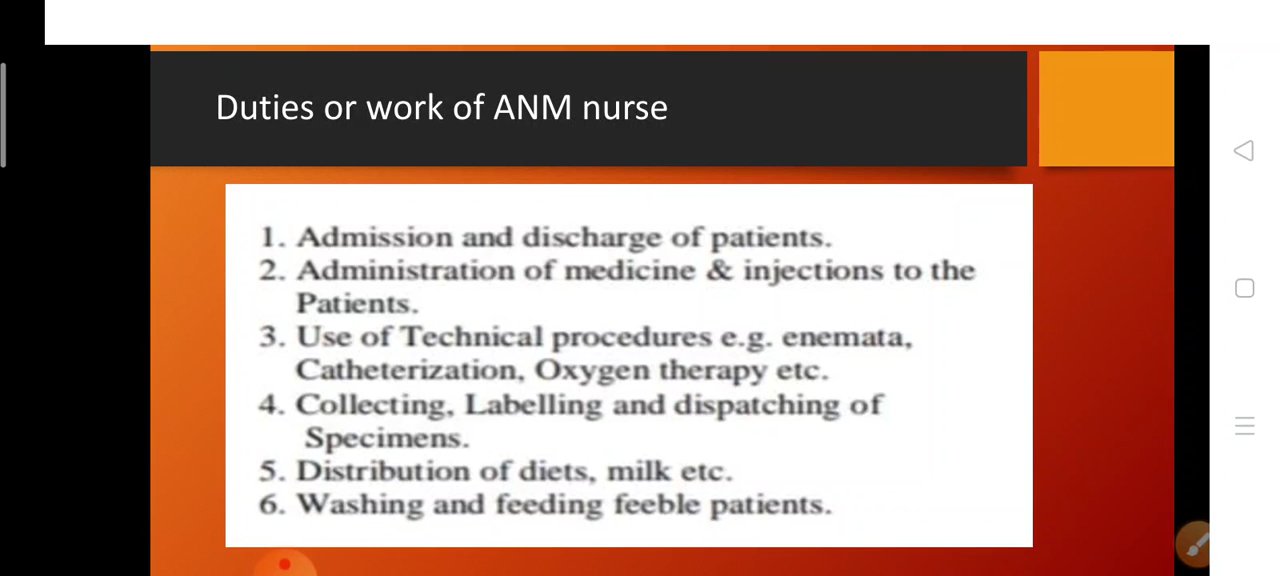 Duties or work of ANM nurse
1. Admission and discharge of patients.
2. Administration of medicine & injections to the
Patients.
3. Use of Technical procedures e.g. enemata,
Catheterization, Oxygen therapy etc.
4. Collecting, Labelling and dispatching of
Specimens.
5. Distribution of diets, milk etc.
6. Washing and feeding feeble patients.